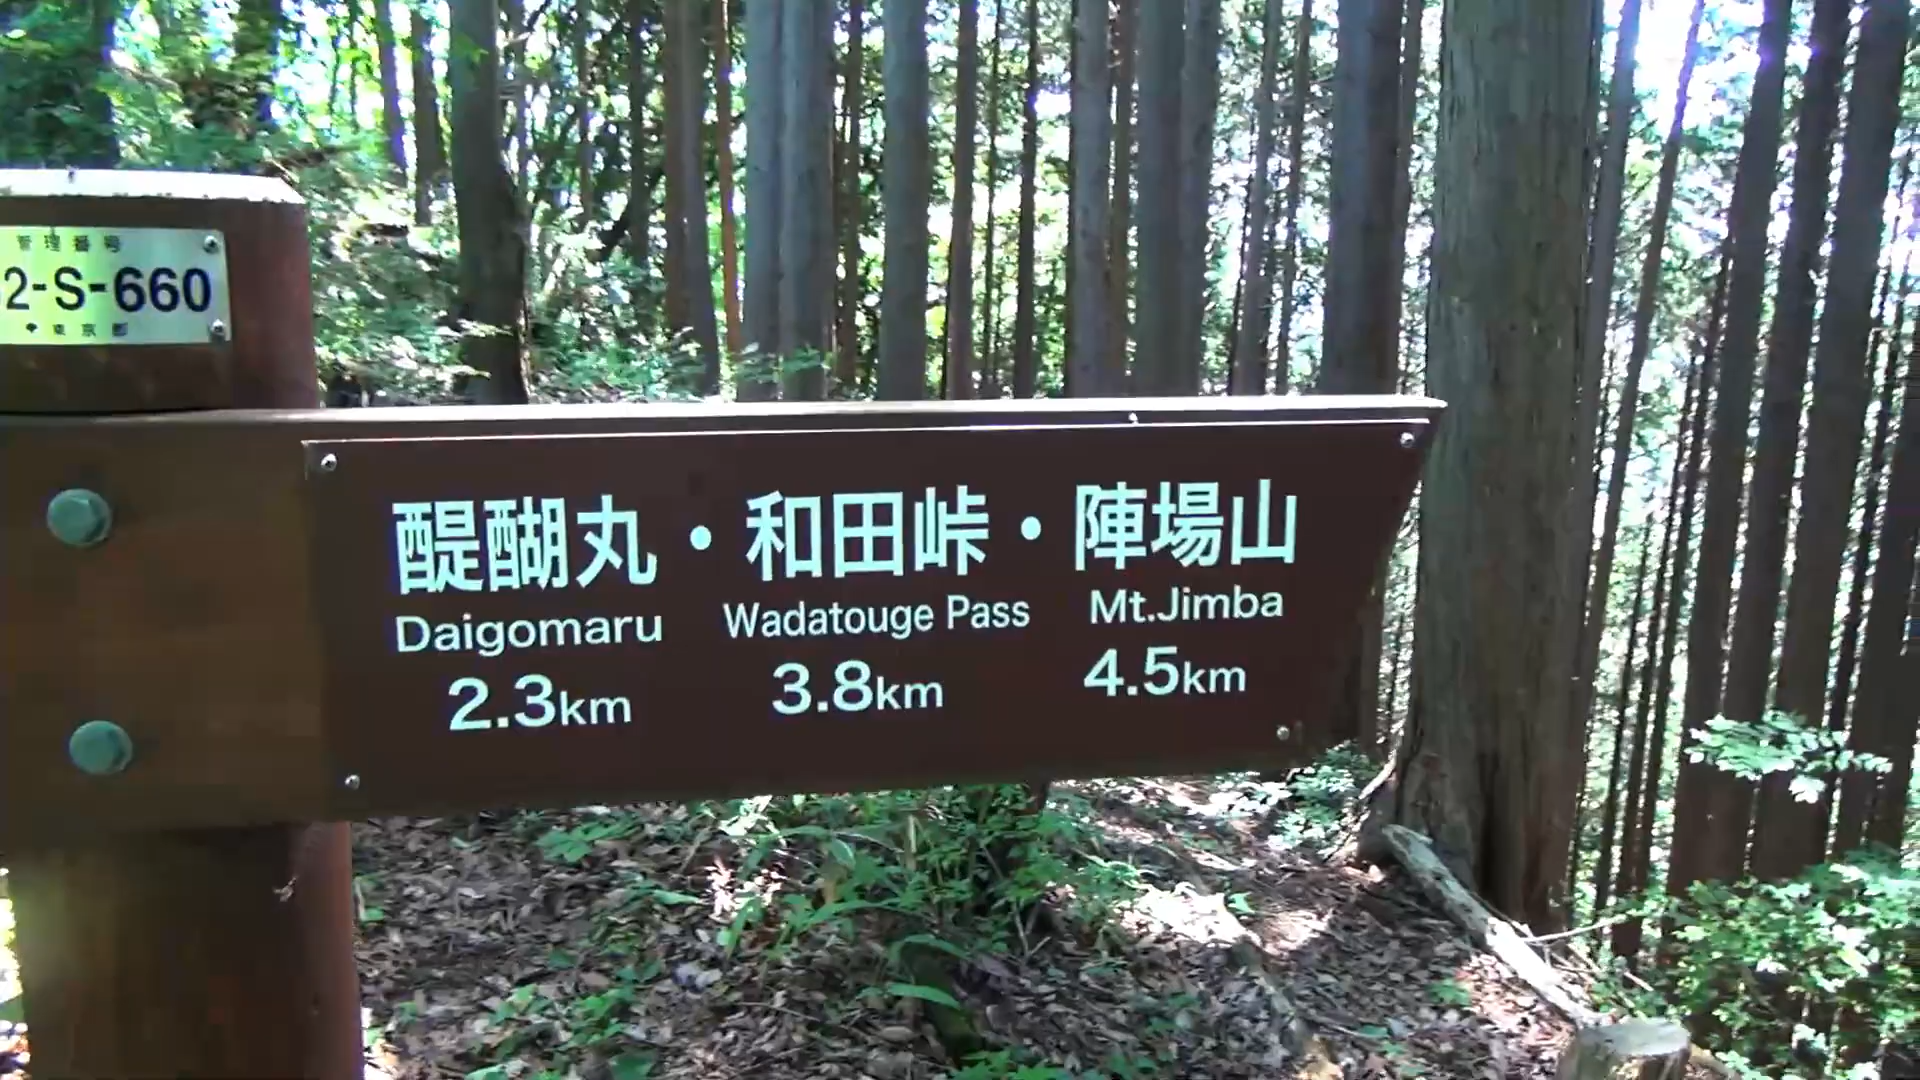 管理番号
2-S-660
東京都
醍醐丸・和田峠・陣場山
Daigomaru Wadatouge Pass Mt.Jimba
2.3km 3.8km 4.5km